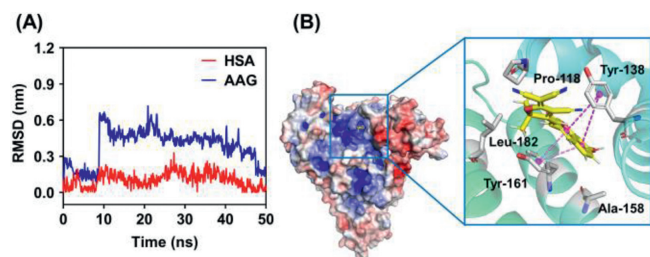 (A)
1.2
0.9
0.6
0.3
0.0
RMSD (nm)
HSA
AAG
0 10 20 30 40 50
Time (ns)
(B)
Pro-118
Tyr-138
Leu-182
Tyr-161
Ala-158